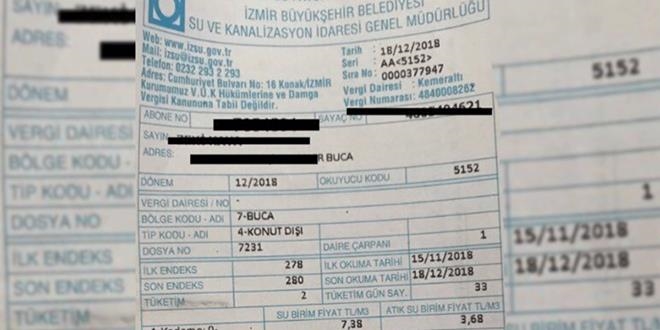 İZMİR BÜYÜKŞEHİR BELEDİYESİ
SU VE KANALİZASYON İDARESİ GENEL MÜDÜRLÜĞÜ
Web: www.izsu.gov.tr
Mail: izsu@izsu.gov.tr
Telefon: 0232 293 2 293
Adres: Cumhuriyet Bulvarı No: 16 Konak/İZMİR
Kurumumuz V.U.K Hükümlerine ve Damga
Vergisi Kanununa Tabii Değildir.
Tarih : 18/12/2018
Seri : AA<5152>
Sıra No : 0000377947
Vergi Dairesi : Kemeraltı
Vergi Numarası: 4840008262
ABONE NO
SAYAÇ NO
SAYIN,
ADRES: R BUCA
DÖNEM 12/2018 OKUYUCU KODU 5152
VERGİ DAIRESI / NO -
BÖLGE KODU - ADI 7-BUCA
TİP KODU - ADI 4-KONUT DIŞI
DOSYA NO 7231 DAİRE ÇARPANI 1
İLK ENDEKS 278 İLK OKUMA TARİHİ 15/11/2018
SON ENDEKS 280 SON OKUMA TARİHİ 18/12/2018
TÜKETİM 2 TÜKETİM GÜN SAY. 33
SU BİRİM FİYAT TL/M3 ATIK SU BİRİM FİYAT TL/M3
7,38 3,68
SAYIN
ADRES:
DÖNEM
VERGİ DAİRESİ
BÖLGE KODU
TİP KODU - ADI
DOSYA NO
İLK ENDEKS
SON ENDEKS
TÜKETİM
5152
1
15/11/2018
18/12/2018
33